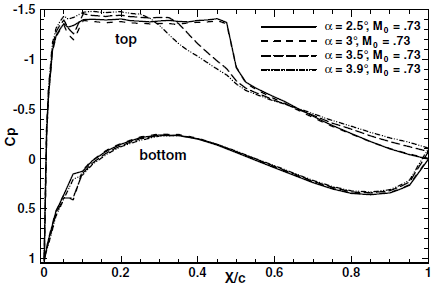 -1.5
-1
-0.5
0
0.5
1
Cp
top
bottom
α = 2.5°, M₀ = .73
α = 3°, M₀ = .73
α = 3.5°, M₀ = .73
α = 3.9°, M₀ = .73
0 0.2 0.4 0.6 0.8 1
X/c